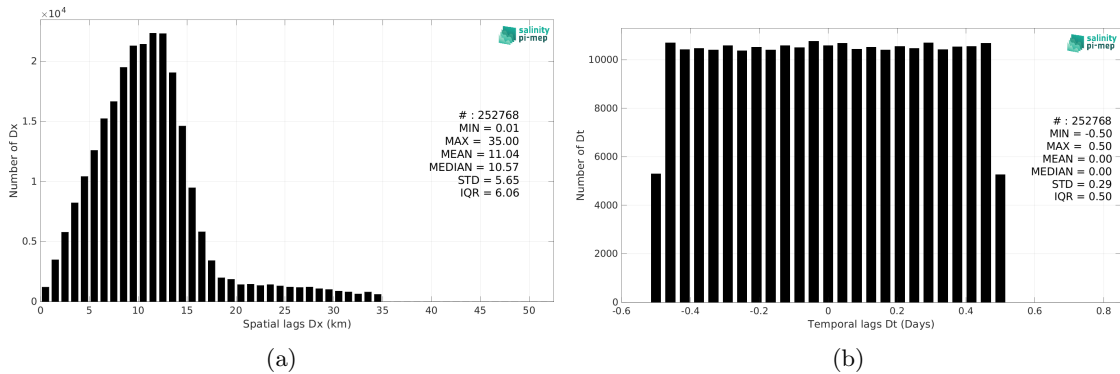 ×10⁴
2
1.5
1
0.5
0
Number of Dx
0 5 10 15 20 25 30 35 40 45 50
Spatial lags Dx (km)
salinity
pi-mep
# : 252768
MIN = 0.01
MAX = 35.00
MEAN = 11.04
MEDIAN = 10.57
STD = 5.65
IQR = 6.06
(a)
10000
8000
6000
4000
2000
0
Number of Dt
-0.6 -0.4 -0.2 0 0.2 0.4 0.6 0.8
Temporal lags Dt (Days)
salinity
pi-mep
# : 252768
MIN = -0.50
MAX = 0.50
MEAN = 0.00
MEDIAN = 0.00
STD = 0.29
IQR = 0.50
(b)